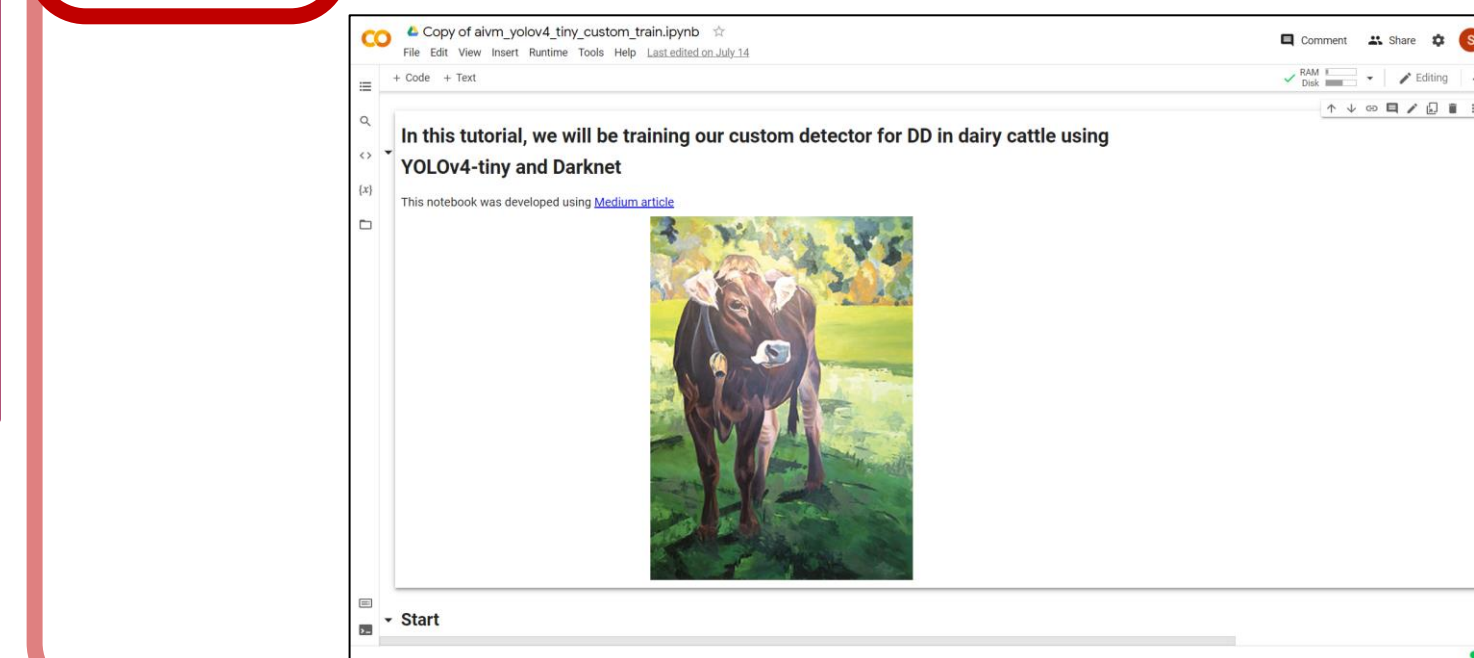 Copy of aivm_yolov4_tiny_custom_train.ipynb
File Edit View Insert Runtime Tools Help Last edited on July 14
Comment Share S
+ Code + Text
RAM
Disk
Editing
In this tutorial, we will be training our custom detector for DD in dairy cattle using
YOLOv4-tiny and Darknet
{x}
This notebook was developed using Medium article
Start